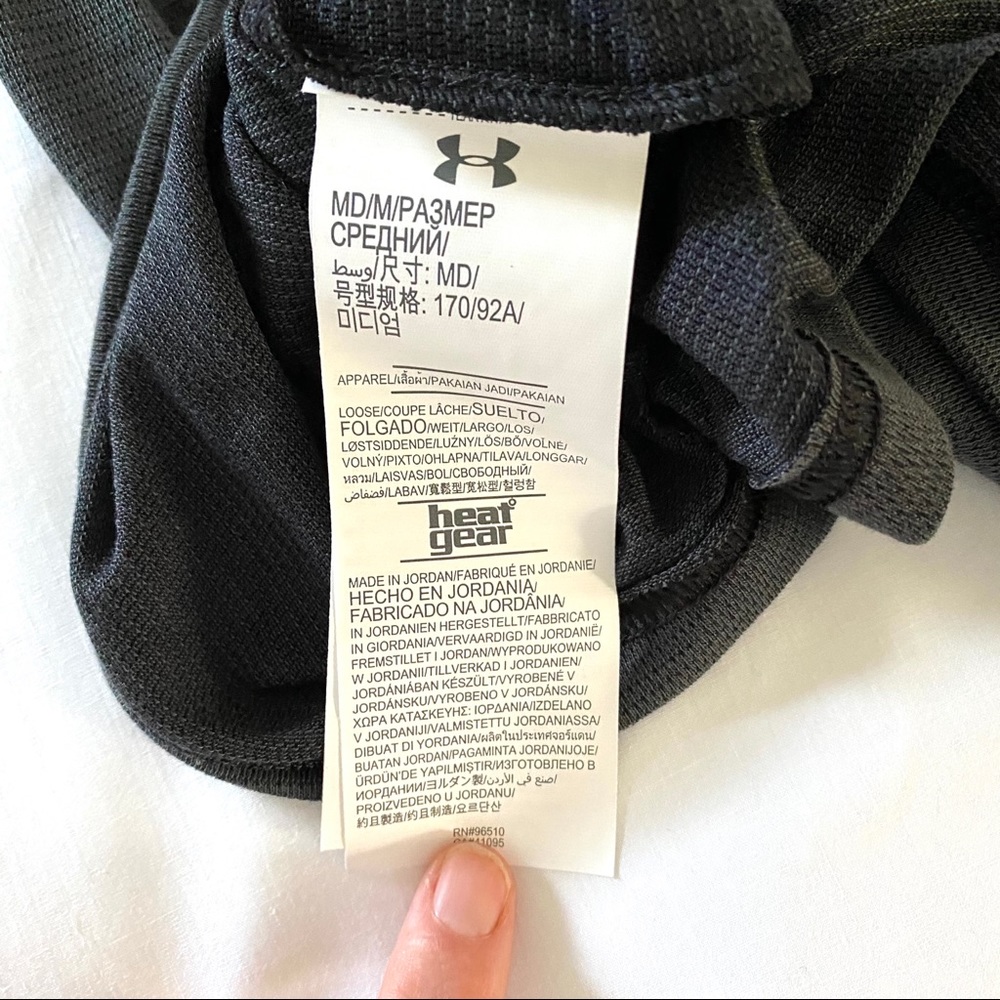 MD/M/РАЗМЕР
СРЕДНИЙ/
وسط/尺寸: MD/
号型规格: 170/92A/
미디엄
APPAREL/เสื้อผ้า/PAKAIAN JADI/PAKAIAN
LOOSE/COUPE LÂCHE/SUELTO/
FOLGADO/WEIT/LARGO/LOS/
LØSTSIDDENDE/LUŹNY/LÖS/BŐ/VOLNE/
VOLNÝ/ΡΙΧΤΟ/OHLAPNA/TILAVA/LONGGAR/
หลวม/LAISVAS/BOL/СВОБОДНЫЙ/
فضفاض/LABAV/寬鬆型/宽松型/헐렁함
heat
gear
MADE IN JORDAN/FABRIQUÉ EN JORDANIE/
HECHO EN JORDANIA/
FABRICADO NA JORDÂNIA/
IN JORDANIEN HERGESTELLT/FABBRICATO
IN GIORDANIA/VERVAARDIGD IN JORDANIË/
FREMSTILLET I JORDAN/WYPRODUKOWANO
W JORDANII/TILLVERKAD I JORDANIEN/
JORDÁNIÁBAN KÉSZÜLT/VYROBENÉ V
JORDÁNSKU/VYROBENO V JORDÁNSKU/
ΧΩΡΑ ΚΑΤΑΣΚΕΥΗΣ: ΙΟΡΔΑΝΙΑ/IZDELANO
V JORDANIJI/VALMISTETTU JORDANIASSA/
DIBUAT DI YORDANIA/ผลิตในประเทศจอร์แดน/
BUATAN JORDAN/PAGAMINTA JORDANIJOJE/
ÜRDÜN'DE YAPILMIŞTIR/ИЗГОТОВЛЕНО В
ИОРДАНИИ/ヨルダン製/صنع في الأردن/
PROIZVEDENO U JORDANU/
約旦製造/约旦制造/요르단산
RN#96510
CA#41095